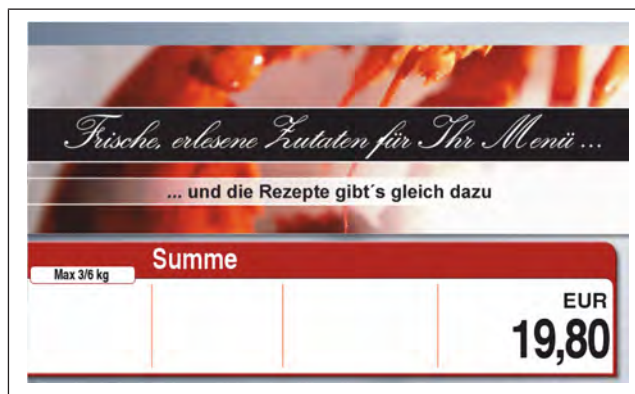 Frische, erlesene Zutaten für Ihr Menü ...
... und die Rezepte gibt´s gleich dazu
Summe
Max 3/6 kg
EUR
19,80